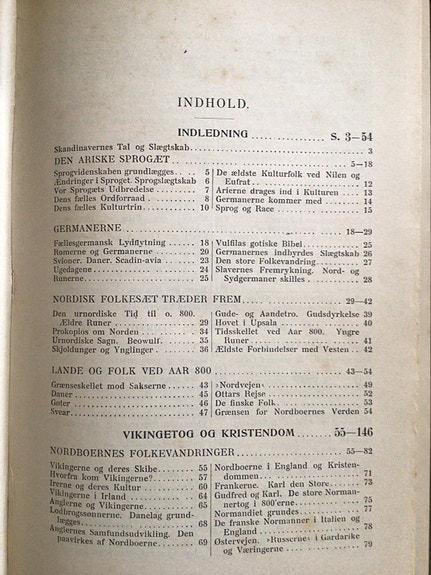 INDHOLD.
INDLEDNING .............. S. 3—54
Skandinavernes Tal og Slægtskab .............. 3
DEN ARISKE SPROGÆT .............. 5—18
Sprogvidenskaben grundlægges.... 5
Ændringer i Sproget. Sprogslægtskab 6
Vor Sprogæts Udbredelse ........ 7
Dens fælles Ordforraad ......... 8
Dens fælles Kulturtrin.......... 10
De ældste Kulturfolk ved Nilen og
Eufrat.. .............. 12
Arierne drages ind i Kulturen .. 13
Germanerne kommer med ........ 14
Sprog og Race .............. 15
GERMANERNE .............. 18—29
Fællesgermansk Lydflytning ..... 18
Romerne og Germanerne ........ 20
Svioner. Daner. Scadin-avia ..... 23
Ugedagene .............. 24
Runerne .............. 25
Vulfilas gotiske Bibel........... 25
Germanernes indbyrdes Slægtskab 26
Den store Folkevandring......... 27
Slavernes Fremrykning. Nord- og
Sydgermaner skilles .......... 28
NORDISK FOLKESÆT TRÆDER FREM .............. 29—42
Den urnordiske Tid til o. 800.
Ældre Runer .............. 29
Prokopios om Norden .......... 34
Urnordiske Sagn. Beowulf....... 35
Skjoldunger og Ynglinger ....... 36
Gude- og Aandetro. Gudsdyrkelse 39
Hovet i Upsala .............. 40
Tidsskellet ved Aar 800. Yngre
Runer .............. 41
Ældste Forbindelser med Vesten .. 42
LANDE OG FOLK VED AAR 800 .............. 43—54
Grænseskellet mod Sakserne ..... 43
Daner .............. 45
Gøter .............. 46
Svear .............. 47
›Nordvejen‹ .............. 49
Ottars Rejse .............. 52
De finske Folk .............. 53
Grænsen for Nordboernes Verden 54
VIKINGETOG OG KRISTENDOM ........ 55—146
NORDBOERNES FOLKEVANDRINGER .............. 55—82
Vikingerne og deres Skibe ...... 55
Hvorfra kom Vikingerne?........ 57
Irerne og deres Kultur ......... 60
Vikingerne i Irland ............ 64
Anglerne og Vikingerne ......... 65
Lodbrogssønnerne. Danelag grund-
lægges .............. 68
Anglernes Samfundsudvikling. Den
paavirkes af Nordboerne ....... 69
Nordboerne i England og Kristen-
dommen .............. 71
Frankerne. Karl den Store ...... 73
Gudfred og Karl. De store Norman-
nertog i 800'erne............. 75
Normandiet grundes ........... 77
De franske Normanner i Italien og
England .............. 78
Østervejen. ›Russerne‹ i Gardarike
og Væringerne .............. 79